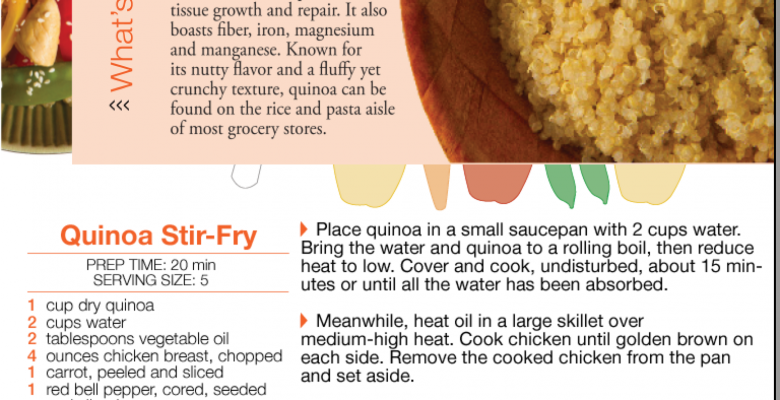 What's
‹‹‹
tissue growth and repair. It also
boasts fiber, iron, magnesium
and manganese. Known for
its nutty flavor and a fluffy yet
crunchy texture, quinoa can be
found on the rice and pasta aisle
of most grocery stores.
Quinoa Stir-Fry
PREP TIME: 20 min
SERVING SIZE: 5
1 cup dry quinoa
2 cups water
2 tablespoons vegetable oil
4 ounces chicken breast, chopped
1 carrot, peeled and sliced
1 red bell pepper, cored, seeded
Place quinoa in a small saucepan with 2 cups water.
Bring the water and quinoa to a rolling boil, then reduce
heat to low. Cover and cook, undisturbed, about 15 min-
utes or until all the water has been absorbed.
Meanwhile, heat oil in a large skillet over
medium-high heat. Cook chicken until golden brown on
each side. Remove the cooked chicken from the pan
and set aside.